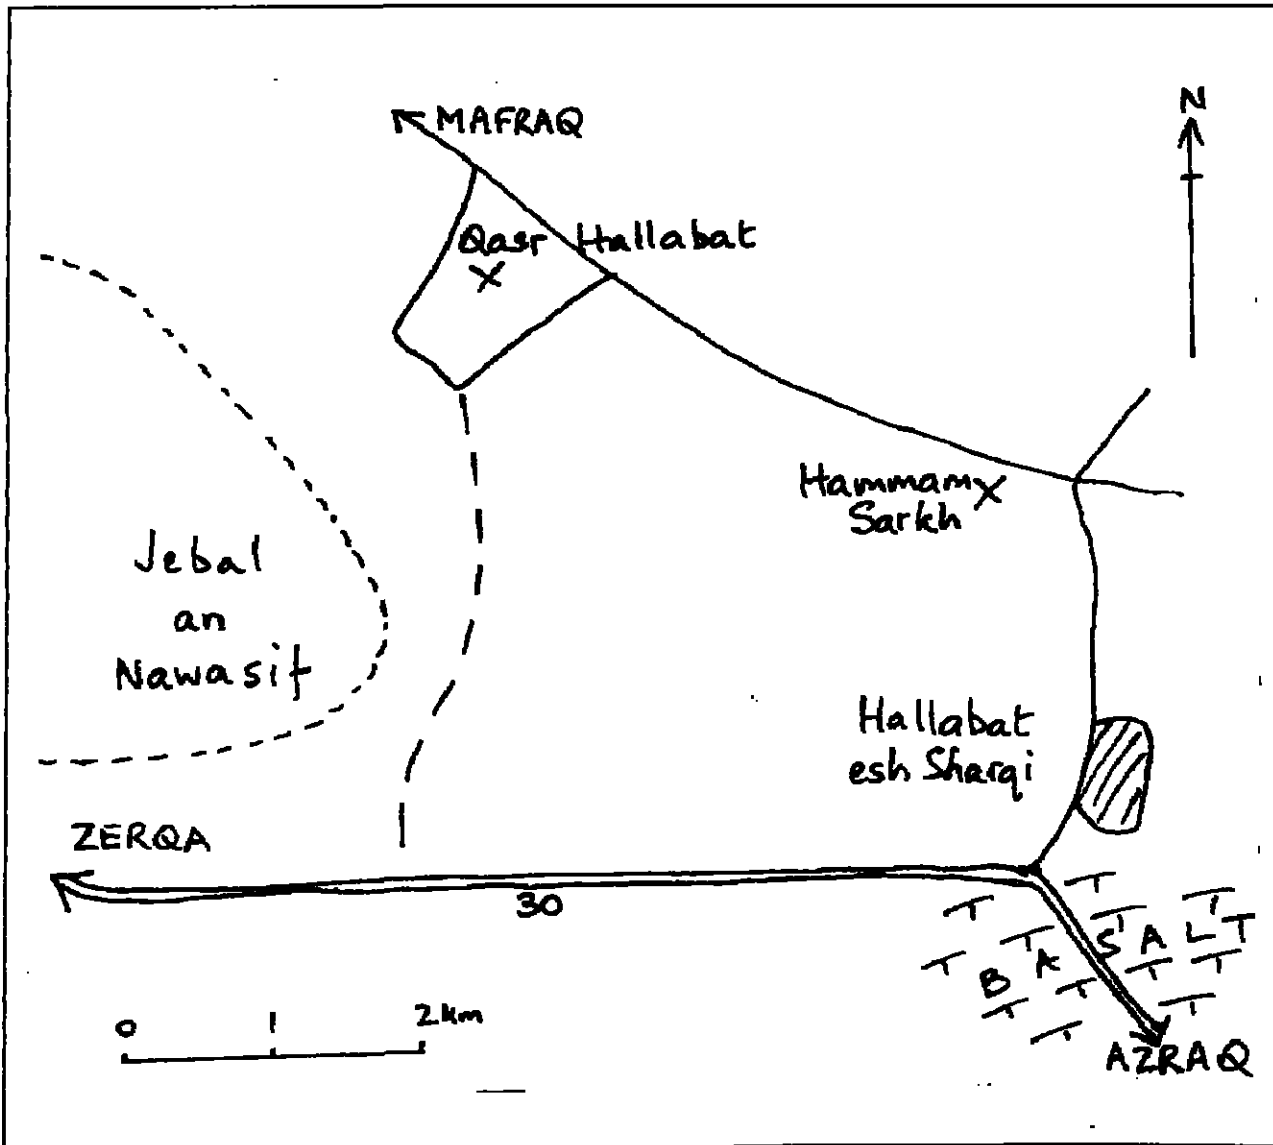 MAFRAQ
N
Qasr Hallabat
Hammam
Sarkh
Jebal
an
Nawasif
Hallabat
esh Sharqi
ZERQA
30
BASALT
0 1 2km
AZRAQ